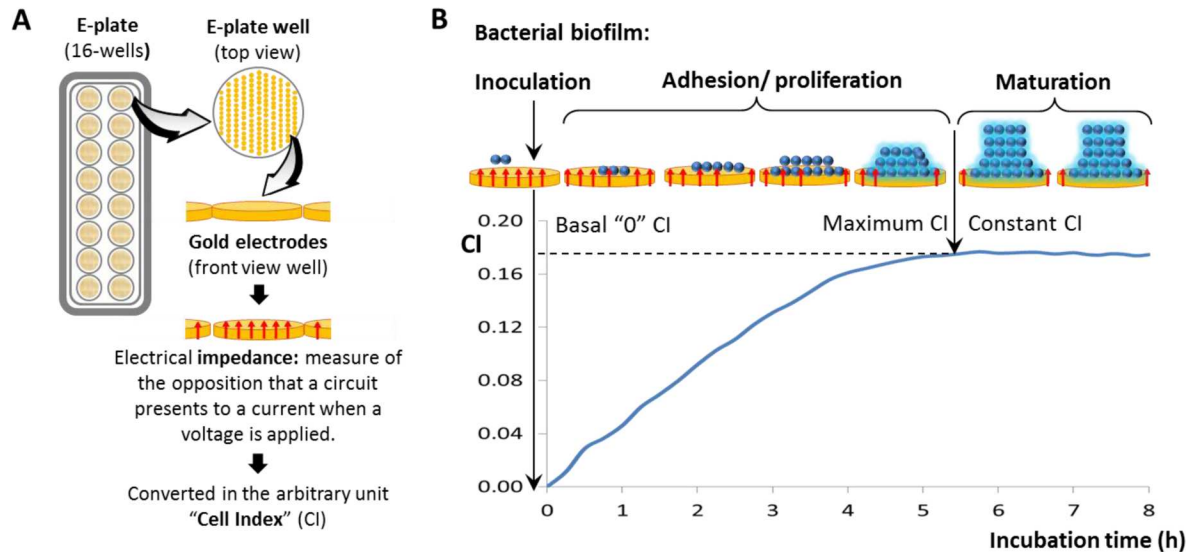 A
E-plate
(16-wells)
E-plate well
(top view)
Gold electrodes
(front view well)
Electrical impedance: measure of
the opposition that a circuit
presents to a current when a
voltage is applied.
Converted in the arbitrary unit
“Cell Index” (CI)
B
Bacterial biofilm:
Inoculation
Adhesion/ proliferation
Maturation
Basal “0” CI
Maximum CI
Constant CI
CI
0.20
0.16
0.12
0.08
0.04
0.00
0 1 2 3 4 5 6 7 8
Incubation time (h)